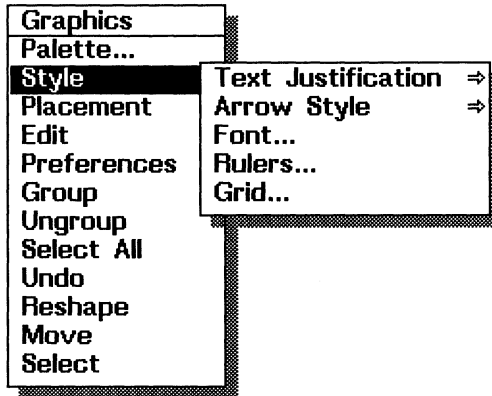 Graphics
Palette...
Style
Placement
Edit
Preferences
Group
Ungroup
Select All
Undo
Reshape
Move
Select
Text Justification ⇒
Arrow Style ⇒
Font...
Rulers...
Grid...